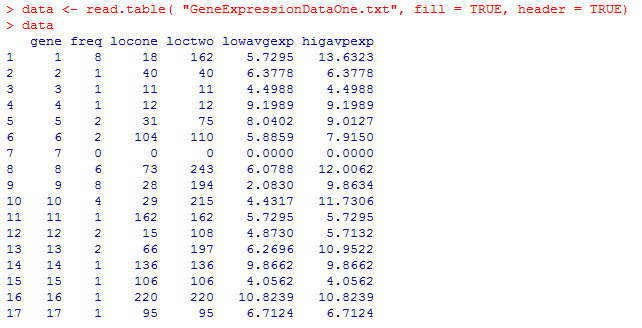 > data <- read.table( "GeneExpressionDataOne.txt", fill = TRUE, header = TRUE)
> data
gene freq locone loctwo lowavgexp higavpexp
1 1 8 18 162 5.7295 13.6323
2 2 1 40 40 6.3778 6.3778
3 3 1 11 11 4.4988 4.4988
4 4 1 12 12 9.1989 9.1989
5 5 2 31 75 8.0402 9.0127
6 6 2 104 110 5.8859 7.9150
7 7 0 0 0 0.0000 0.0000
8 8 6 73 243 6.0788 12.0062
9 9 8 28 194 2.0830 9.8634
10 10 4 29 215 4.4317 11.7306
11 11 1 162 162 5.7295 5.7295
12 12 2 15 108 4.8730 5.7132
13 13 2 66 197 6.2696 10.9522
14 14 1 136 136 9.8662 9.8662
15 15 1 106 106 4.0562 4.0562
16 16 1 220 220 10.8239 10.8239
17 17 1 95 95 6.7124 6.7124